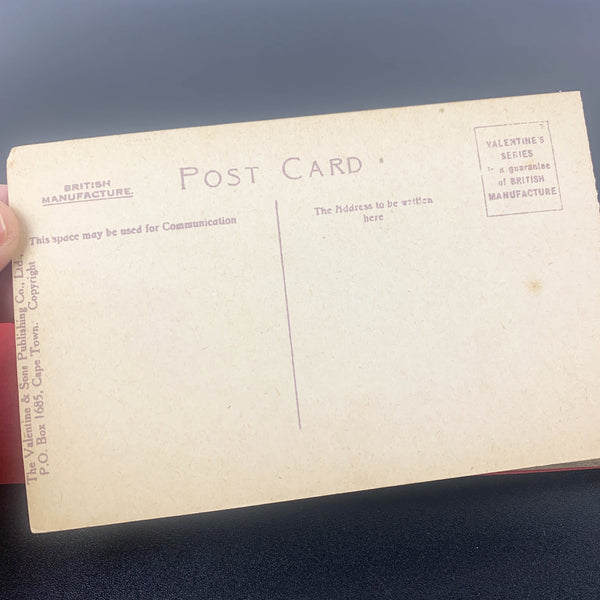 POST CARD
BRITISH
MANUFACTURE.
VALENTINE'S
SERIES
is a guarantee
of BRITISH
MANUFACTURE
This space may be used for Communication
The Address to be written
here
The Valentine & Sons Publishing Co., Ltd.,
P.O. Box 1685, Cape Town. Copyright